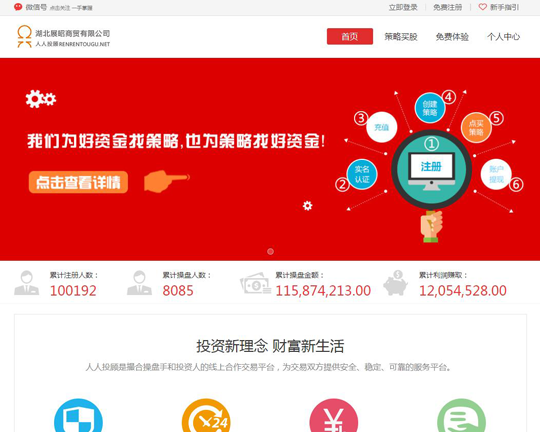 微信号 点击关注 一手掌握
立即登录 免费注册 新手指引
湖北展昭商贸有限公司
人人投顾RENRENTOUGU.NET
首页 策略买股 免费体验 个人中心
我们为好资金找策略,也为策略找好资金!
点击查看详情
① 注册
② 实名认证
③ 充值
④ 创建策略
⑤ 点买策略
⑥ 账户提现
累计注册人数:
100192
累计操盘人数:
8085
累计操盘金额:
115,874,213.00
累计利润赚取:
12,054,528.00
投资新理念 财富新生活
人人投顾是撮合操盘手和投资人的线上合作交易平台，为交易双方提供安全、稳定、可靠的服务平台。
24